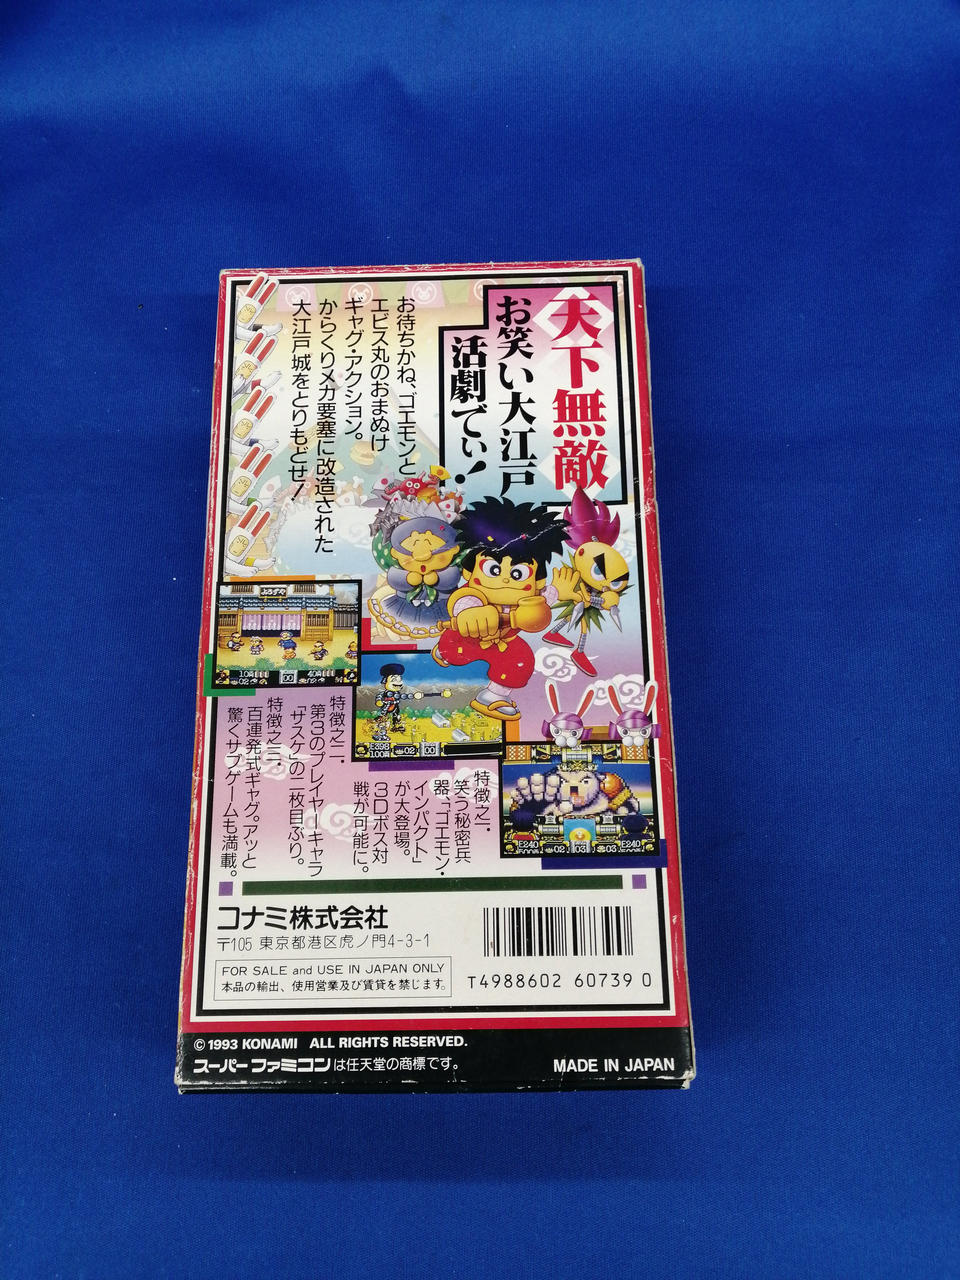 天下無敵
お笑い大江戸
活劇でぃ!
お待ちかね、ゴエモンと
エビス丸のおまぬけ
ギャグ・アクション。
からくりメカ要塞に改造された
大江戸城をとりもどせ!
よろずや
特徴之一.
笑う秘密兵
器、「ゴエモン・
インパクト」
が大登場。
3Dボス対
戦が可能に。
特徴之二.
第3のプレイヤーキャラ
「サスケ」の二枚目ぶり。
特徴之三.
百連発式ギャグ。アッと
驚くサブゲームも満載。
コナミ株式会社
〒105 東京都港区虎ノ門4-3-1
FOR SALE and USE IN JAPAN ONLY
本品の輸出、使用営業及び賃貸を禁じます。
T4988602 60739 0
© 1993 KONAMI ALL RIGHTS RESERVED.
スーパーファミコンは任天堂の商標です。
MADE IN JAPAN